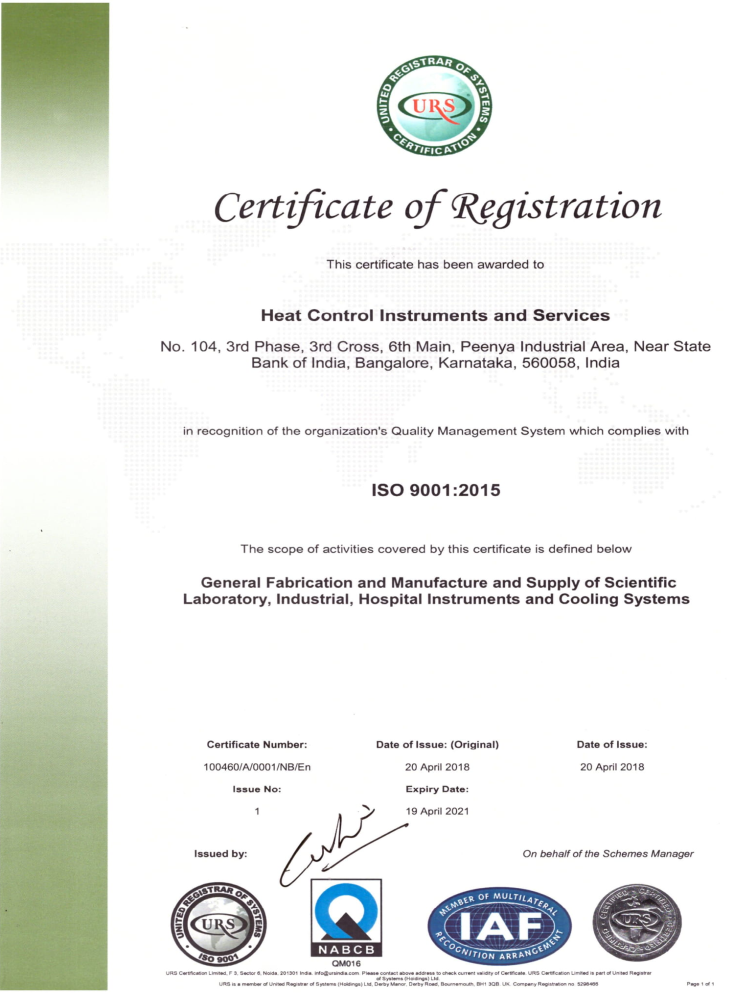 UNITED REGISTRAR OF SYSTEMS
URS
• CERTIFICATION •
Certificate of Registration
This certificate has been awarded to
Heat Control Instruments and Services
No. 104, 3rd Phase, 3rd Cross, 6th Main, Peenya Industrial Area, Near State
Bank of India, Bangalore, Karnataka, 560058, India
in recognition of the organization's Quality Management System which complies with
ISO 9001:2015
The scope of activities covered by this certificate is defined below
General Fabrication and Manufacture and Supply of Scientific
Laboratory, Industrial, Hospital Instruments and Cooling Systems
Certificate Number: Date of Issue: (Original) Date of Issue:
100460/A/0001/NB/En 20 April 2018 20 April 2018
Issue No: Expiry Date:
1 19 April 2021
Issued by: On behalf of the Schemes Manager
UNITED REGISTRAR OF SYSTEMS
URS
ISO 9001
NABCB
QM016
MEMBER OF MULTILATERAL
IAF
RECOGNITION ARRANGEMENT
URS
URS Certification Limited, F 3, Sector 6, Noida, 201301 India. info@ursindia.com. Please contact above address to check current validity of Certificate. URS Certification Limited is part of United Registrar
of Systems (Holdings) Ltd.
URS is a member of United Registrar of Systems (Holdings) Ltd, Derby Manor, Derby Road, Bournemouth, BH1 3QB. UK. Company Registration no. 5298466 Page 1 of 1